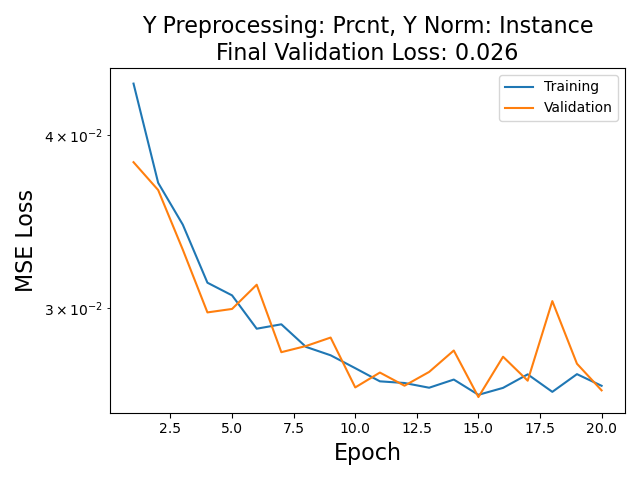 Y Preprocessing: Prcnt, Y Norm: Instance
Final Validation Loss: 0.026
Training
Validation
4 × 10⁻²
3 × 10⁻²
MSE Loss
2.5 5.0 7.5 10.0 12.5 15.0 17.5 20.0
Epoch